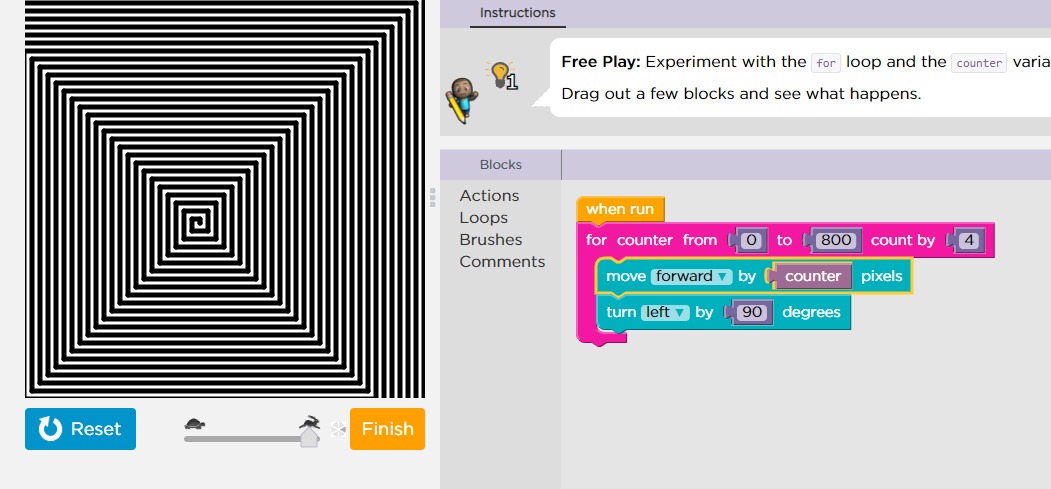 Instructions
Free Play: Experiment with the for loop and the counter
Drag out a few blocks and see what happens.
1
Blocks
Actions
Loops
Brushes
Comments
when run
for counter from 0 to 800 count by 4
move forward ▼ by counter pixels
turn left ▼ by 90 degrees
Reset
Finish